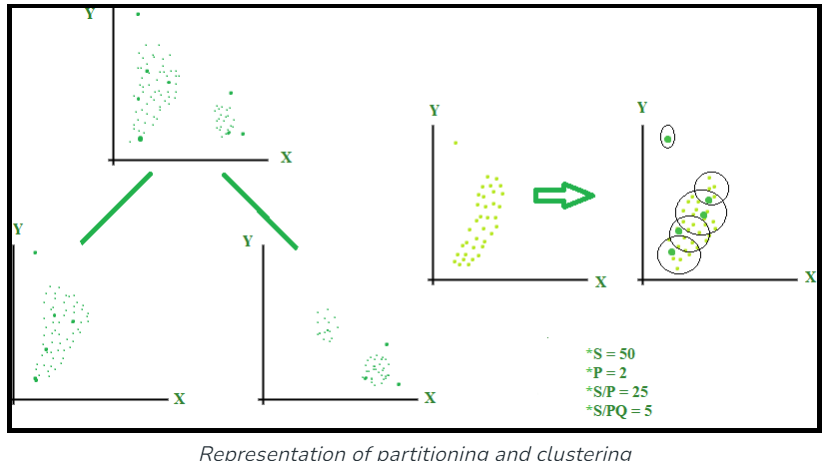 Y
X
Y
X
Y
X
Y
X
Y
X
*S = 50
*P = 2
*S/P = 25
*S/PQ = 5
Representation of partitioning and clustering